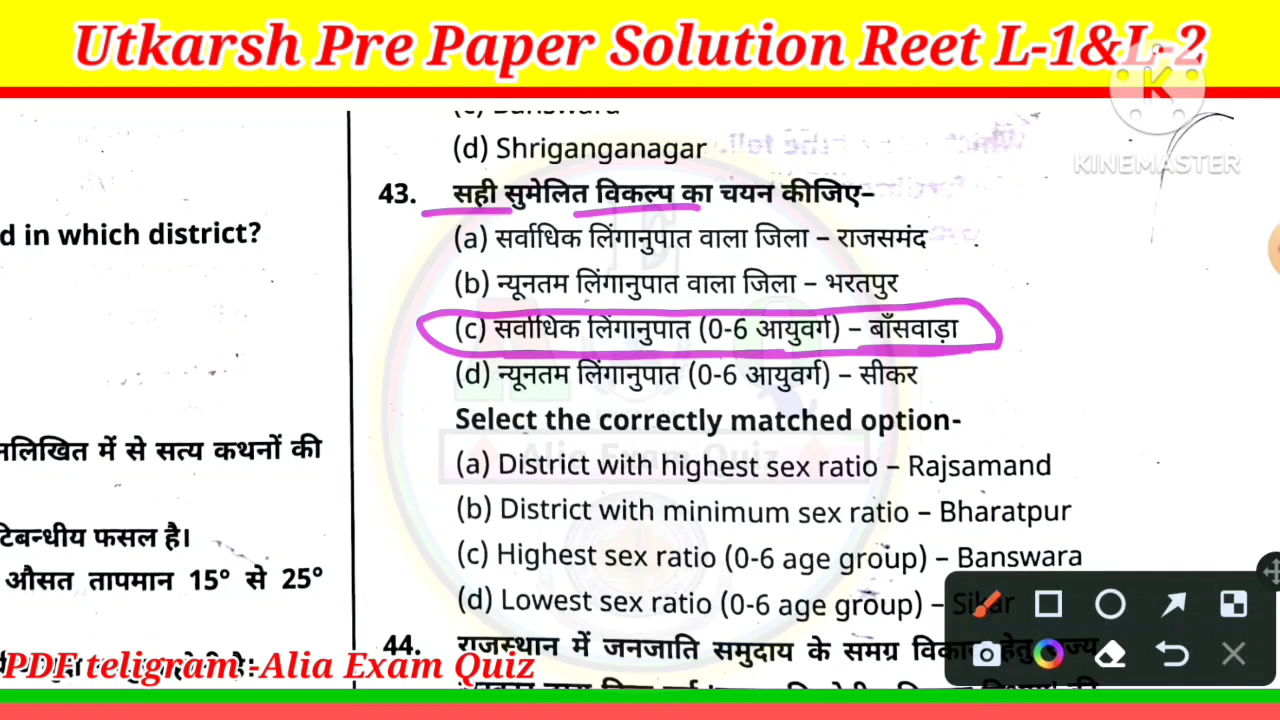 Utkarsh Pre Paper Solution Reet L-1&L-2
KINEMASTER
(d) Shriganganagar
43. सही सुमेलित विकल्प का चयन कीजिए–
(a) सर्वाधिक लिंगानुपात वाला जिला – राजसमंद
d in which district?
(b) न्यूनतम लिंगानुपात वाला जिला – भरतपुर
(c) सर्वाधिक लिंगानुपात (0-6 आयुवर्ग) – बाँसवाड़ा
(d) न्यूनतम लिंगानुपात (0-6 आयुवर्ग) – सीकर
Select the correctly matched option-
Alia Exam Quiz
में से सत्य कथनों की
(a) District with highest sex ratio – Rajsamand
(b) District with minimum sex ratio – Bharatpur
फसल है।
(c) Highest sex ratio (0-6 age group) – Banswara
औसत तापमान 15° से 25°
(d) Lowest sex ratio (0-6 age group) – Sikar
44. राजस्थान में जनजाति समुदाय के समग्र विकास हेतु राज्य
PDF teligram-Alia Exam Quiz